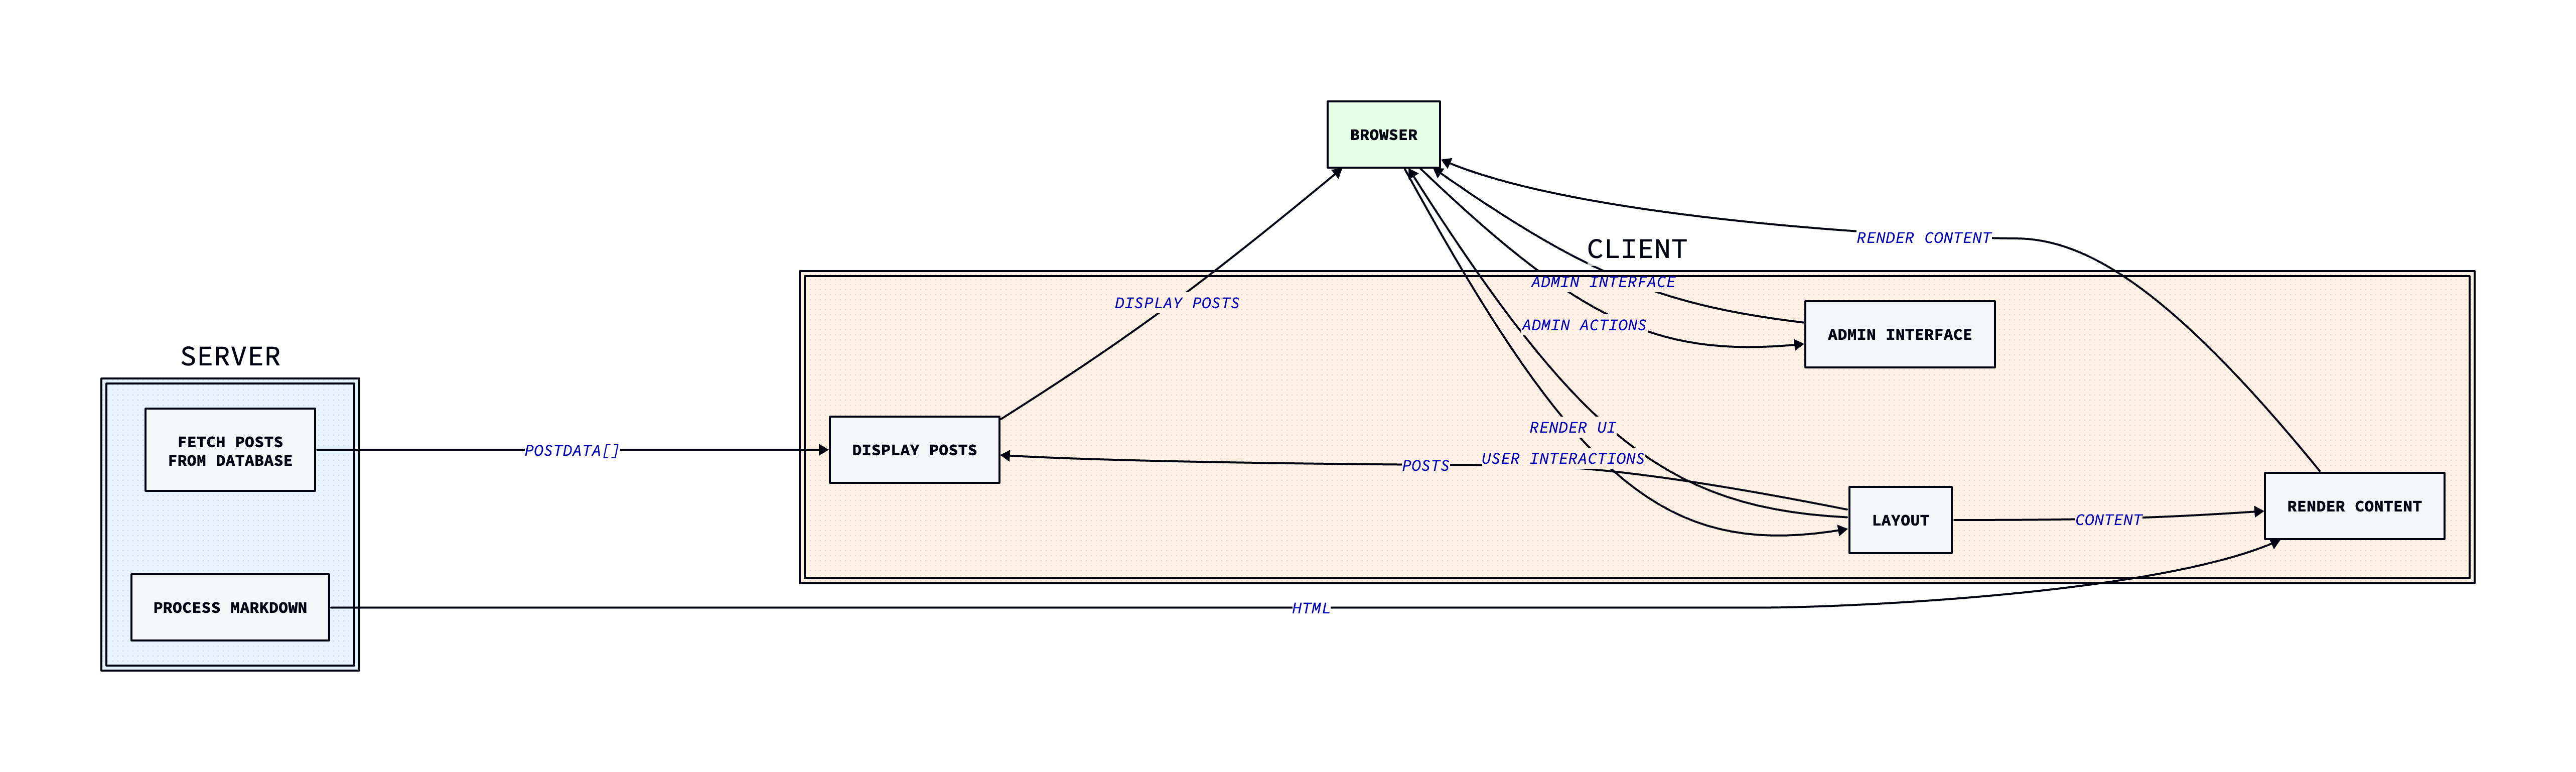 BROWSER
RENDER CONTENT
CLIENT
ADMIN INTERFACE
DISPLAY POSTS
ADMIN ACTIONS
ADMIN INTERFACE
SERVER
FETCH POSTS
FROM DATABASE
POSTDATA[]
DISPLAY POSTS
RENDER UI
USER INTERACTIONS
POSTS
LAYOUT
CONTENT
RENDER CONTENT
PROCESS MARKDOWN
HTML